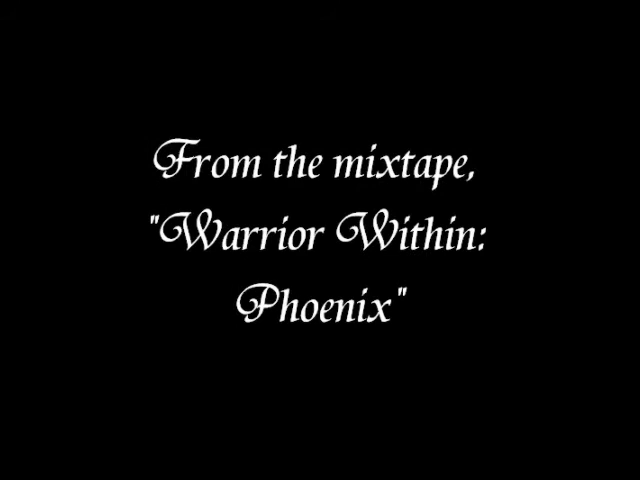 From the mixtape,
"Warrior Within:
Phoenix"